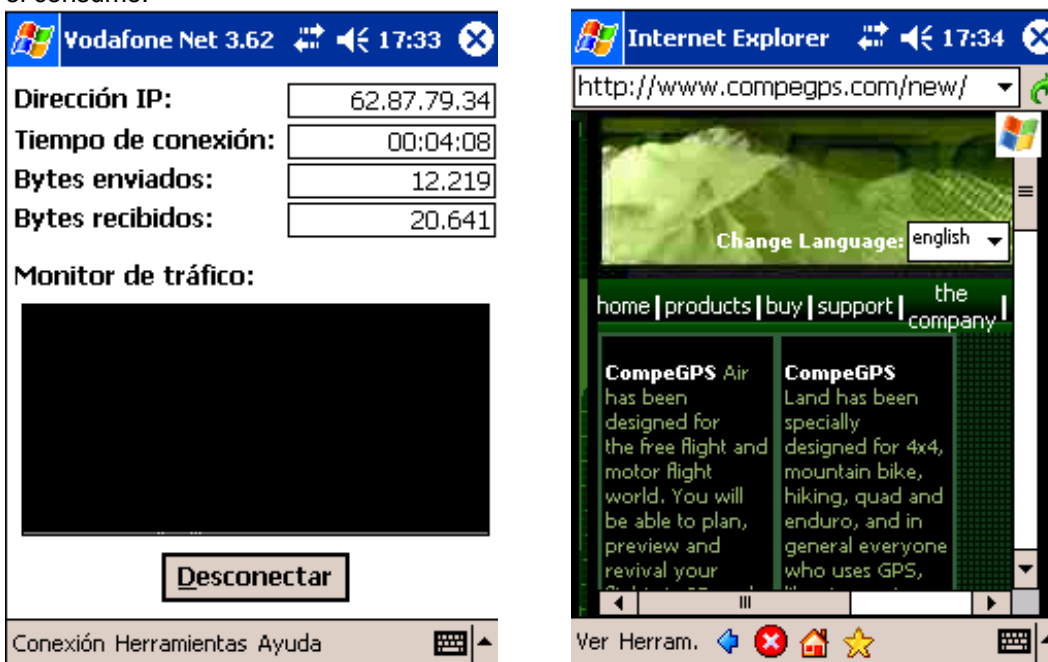 el consumo.
Vodafone Net 3.62 17:33
Dirección IP: 62.87.79.34
Tiempo de conexión: 00:04:08
Bytes enviados: 12.219
Bytes recibidos: 20.641
Monitor de tráfico:
Desconectar
Conexión Herramientas Ayuda
Internet Explorer 17:34
http://www.compegps.com/new/
Change Language: english
home | products | buy | support | the company |
CompeGPS Air
has been
designed for
the free flight and
motor flight
world. You will
be able to plan,
preview and
revival your
CompeGPS
Land has been
specially
designed for 4x4,
mountain bike,
hiking, quad and
enduro, and in
general everyone
who uses GPS,
Ver Herram.